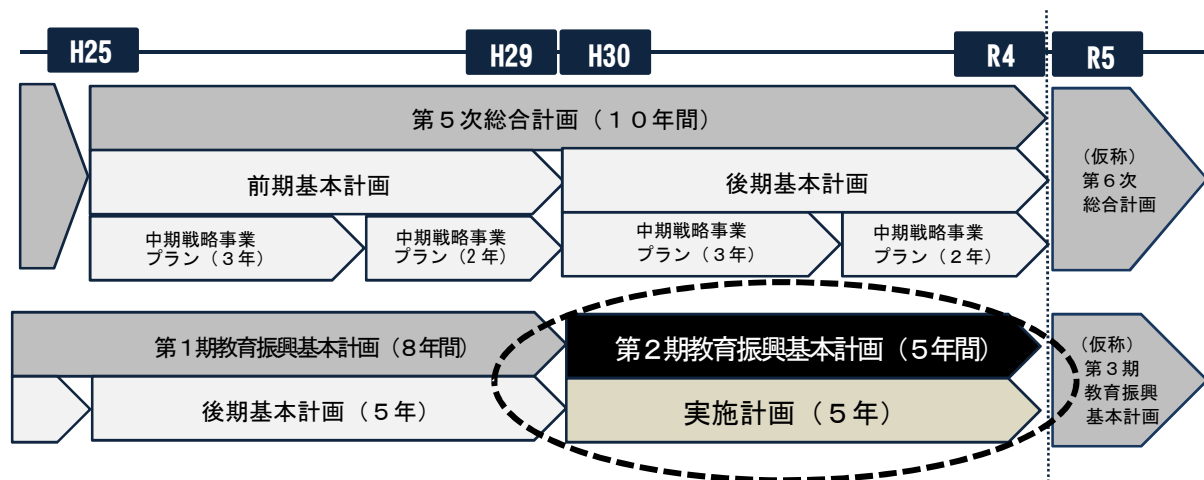 H25
H29
H30
R4
R5
第５次総合計画（１０年間）
前期基本計画
後期基本計画
中期戦略事業
プラン（３年）
中期戦略事業
プラン（２年）
中期戦略事業
プラン（３年）
中期戦略事業
プラン（２年）
（仮称）
第６次
総合計画
第１期教育振興基本計画（８年間）
第２期教育振興基本計画（５年間）
後期基本計画（５年）
実施計画（５年）
（仮称）
第３期
教育振興
基本計画